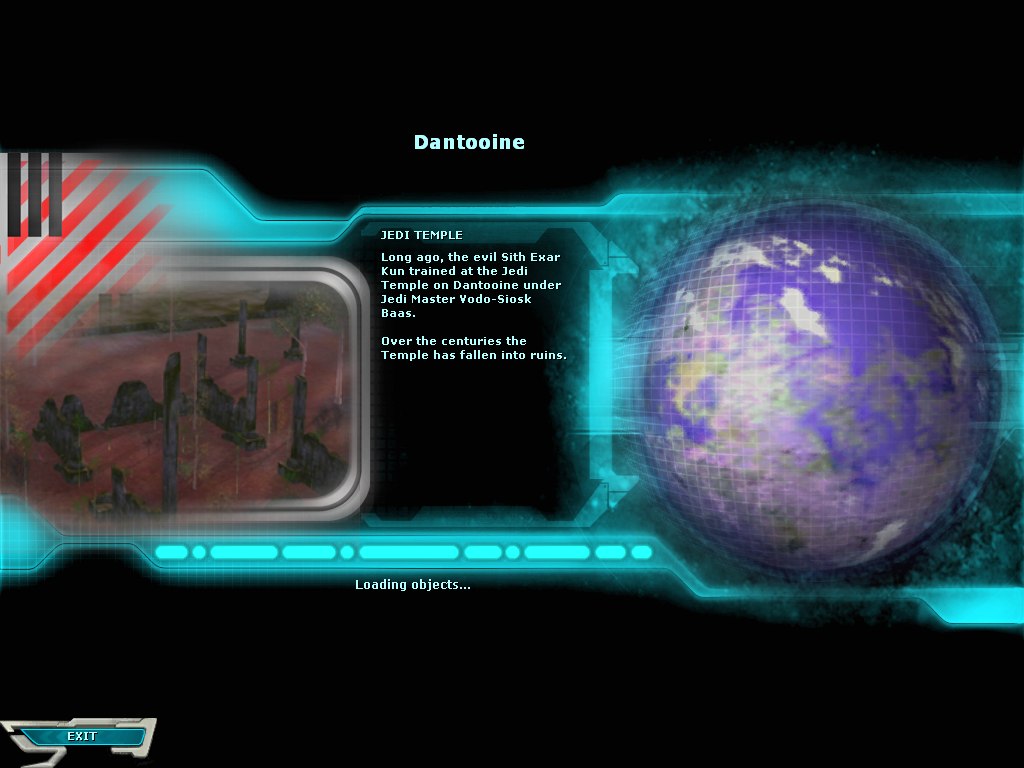 Dantooine
JEDI TEMPLE
Long ago, the evil Sith Exar
Kun trained at the Jedi
Temple on Dantooine under
Jedi Master Vodo-Siosk
Baas.
Over the centuries the
Temple has fallen into ruins.
Loading objects...
EXIT